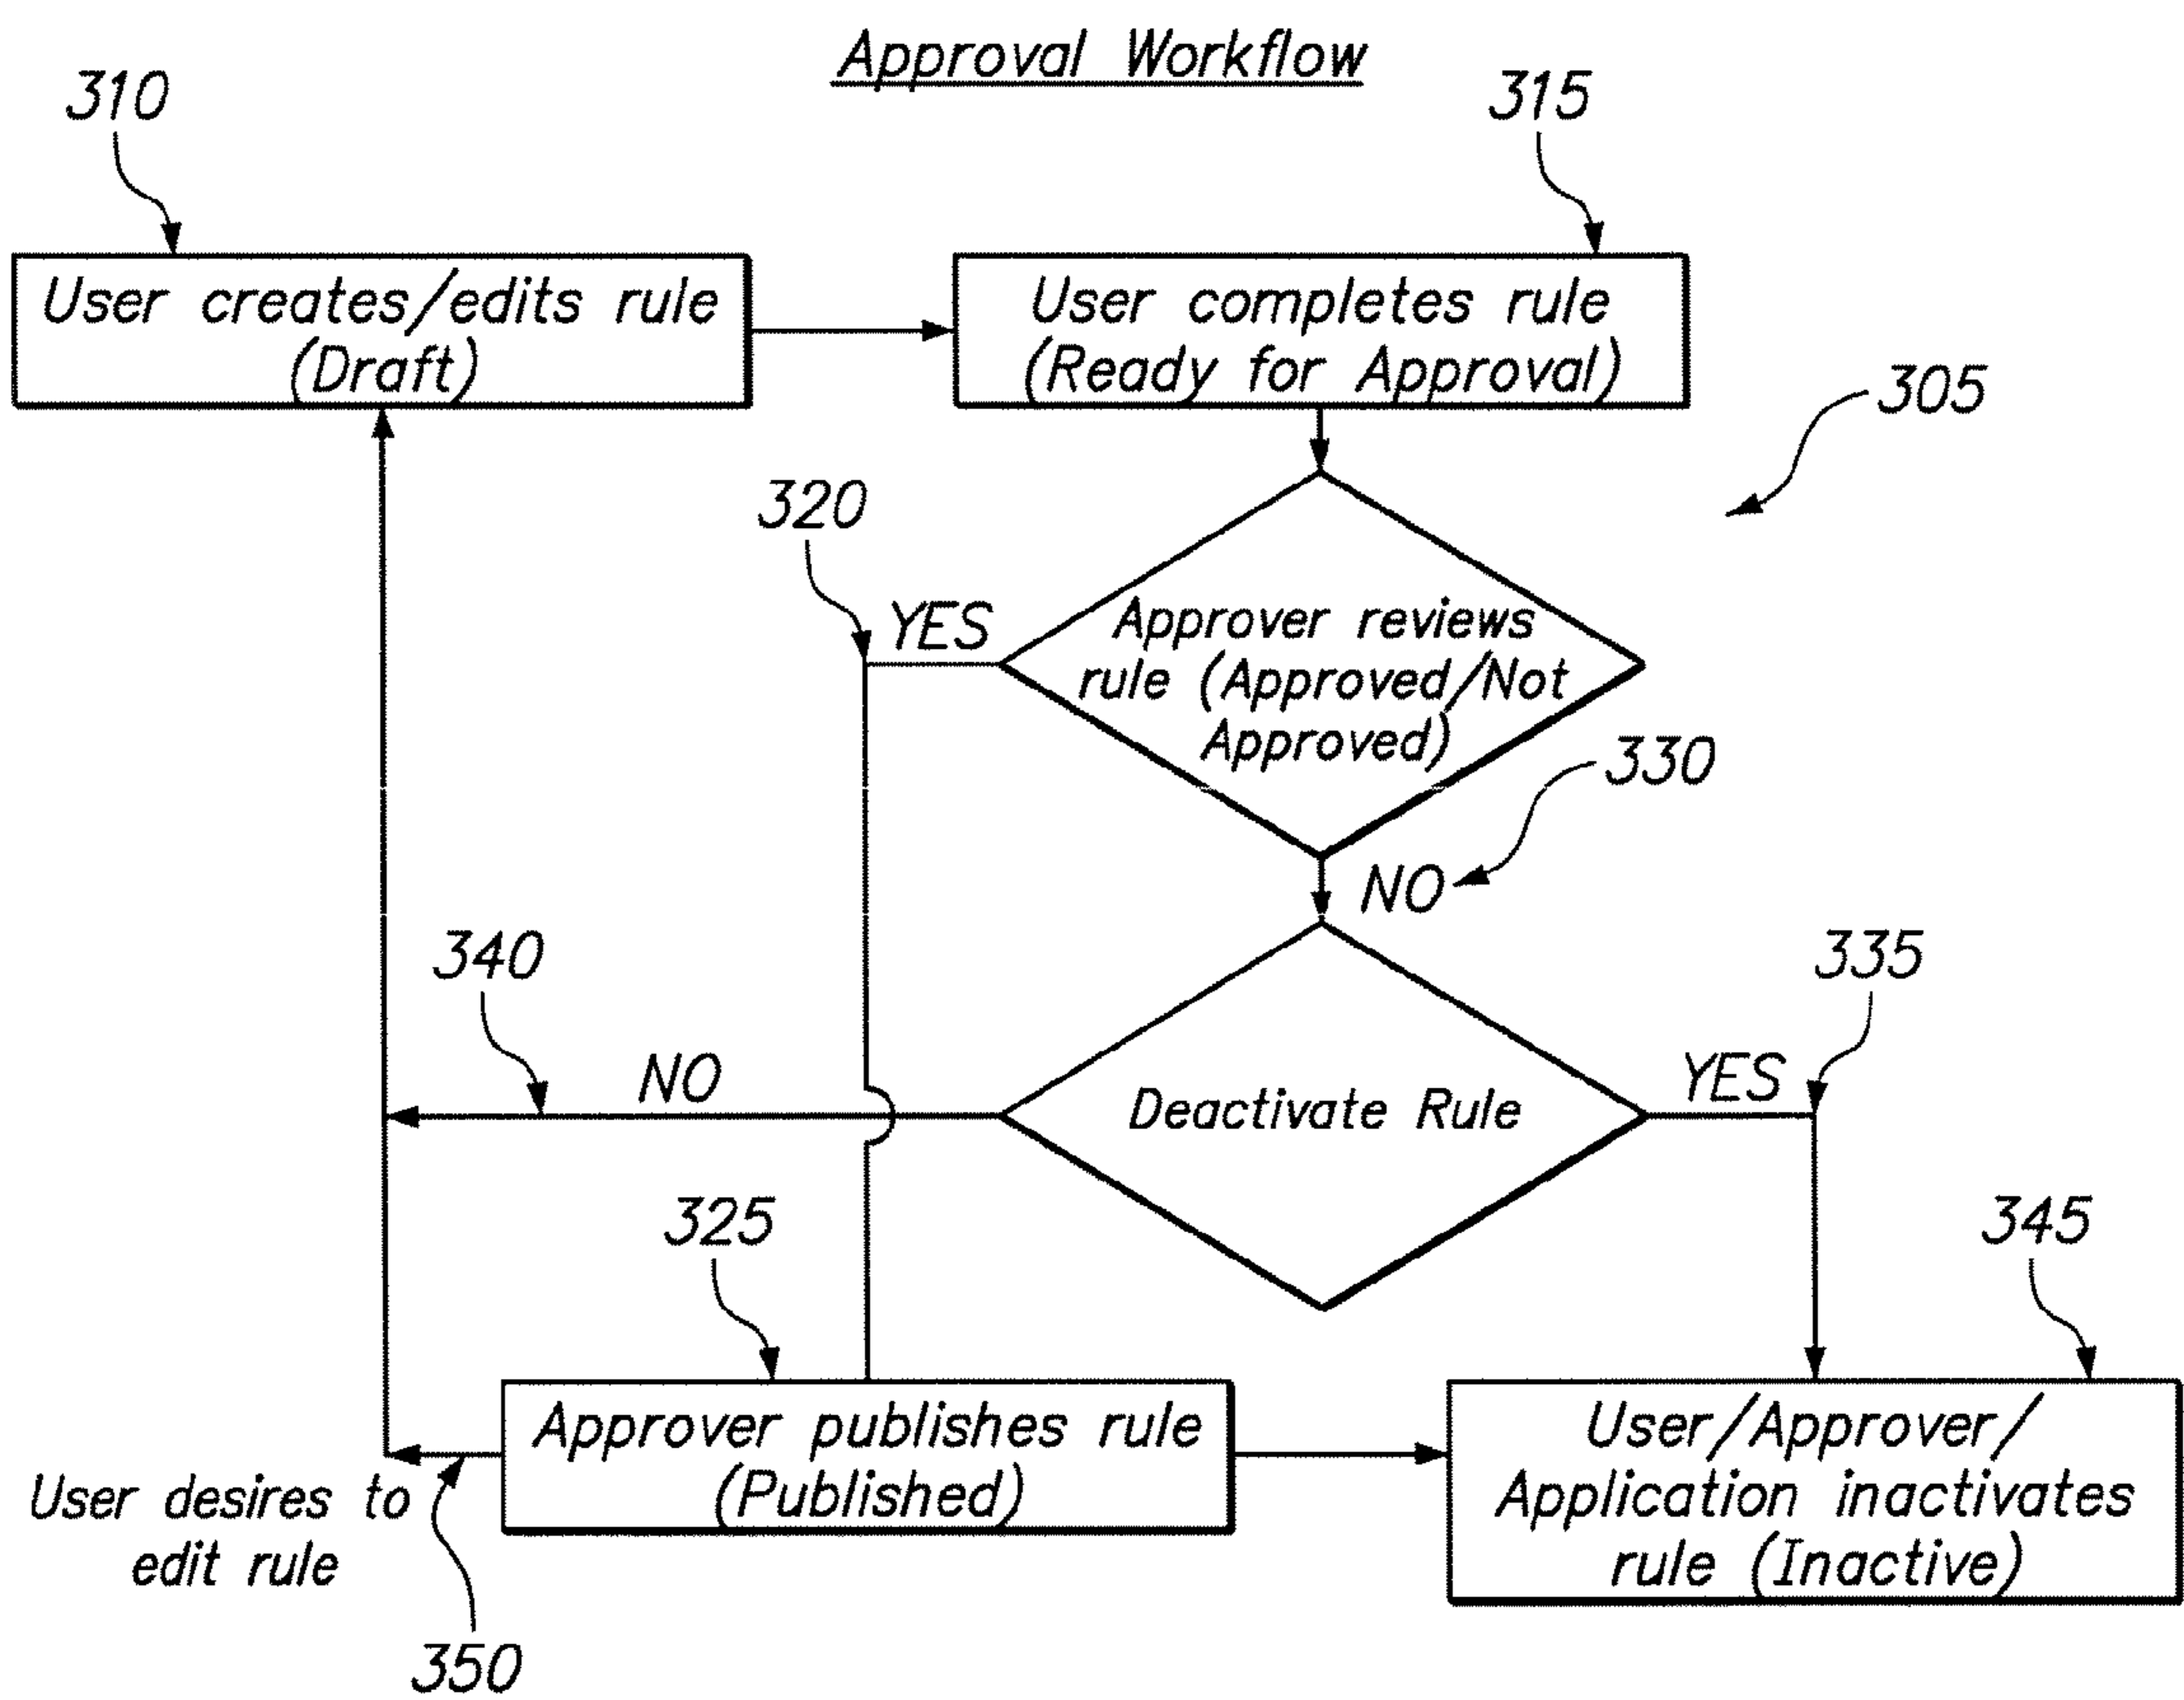 Approval Workflow
310
315
User creates/edits rule
(Draft)
User completes rule
(Ready for Approval)
305
320
YES
Approver reviews
rule (Approved/Not
Approved)
330
NO
340
NO
Deactivate Rule
YES
335
325
345
Approver publishes rule
(Published)
User/Approver/
Application inactivates
rule (Inactive)
User desires to
edit rule
350